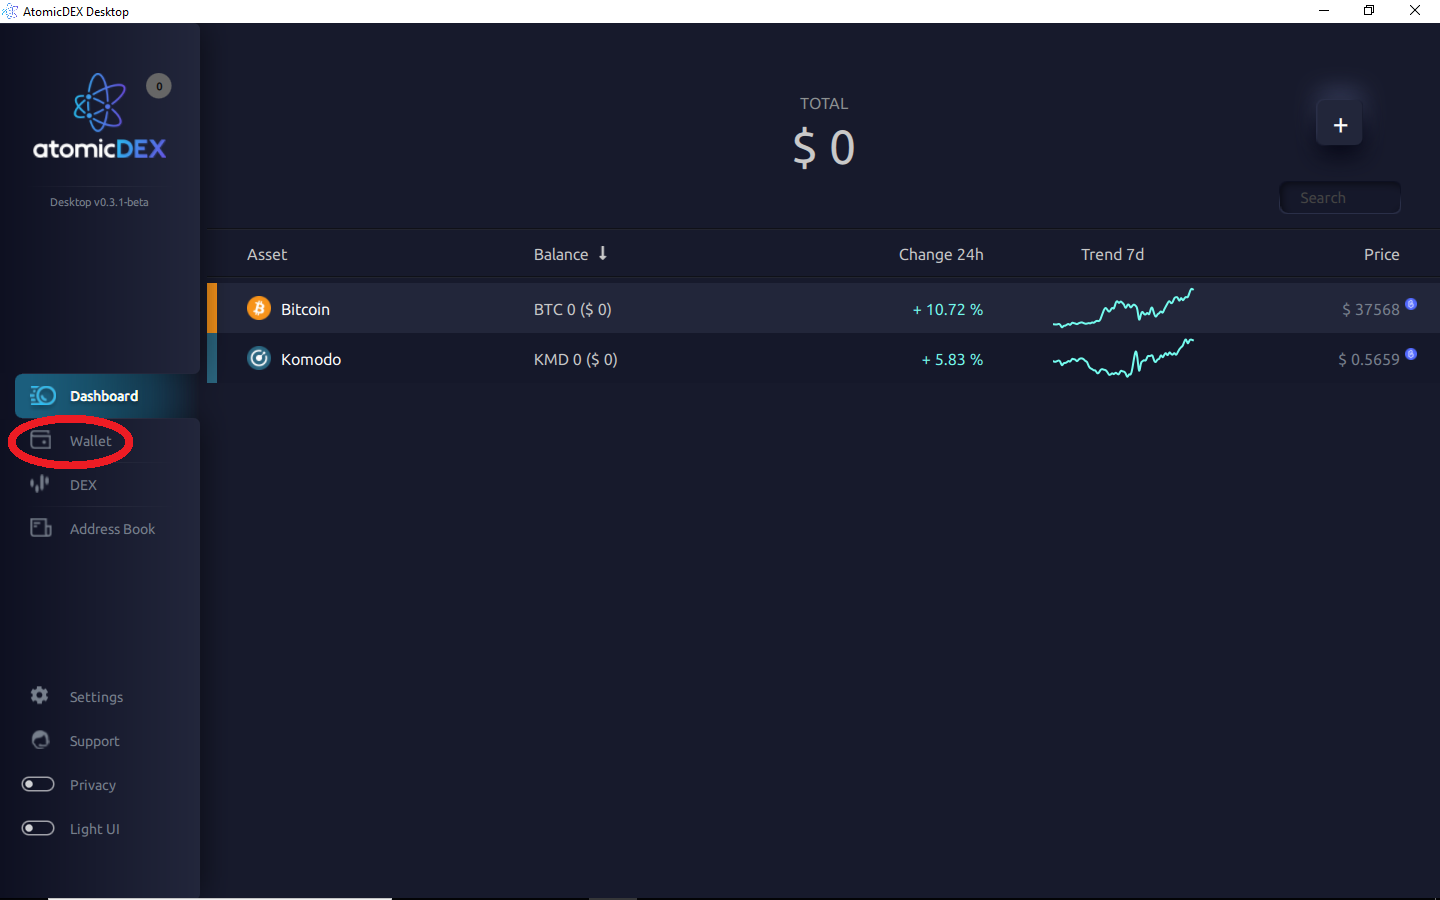 AtomicDEX Desktop
0
atomicDEX
Desktop v0.3.1-beta
TOTAL
$ 0
+
Search
Asset Balance Change 24h Trend 7d Price
Bitcoin BTC 0 ($ 0) + 10.72 % $ 37568
Komodo KMD 0 ($ 0) + 5.83 % $ 0.5659
Dashboard
Wallet
DEX
Address Book
Settings
Support
Privacy
Light UI